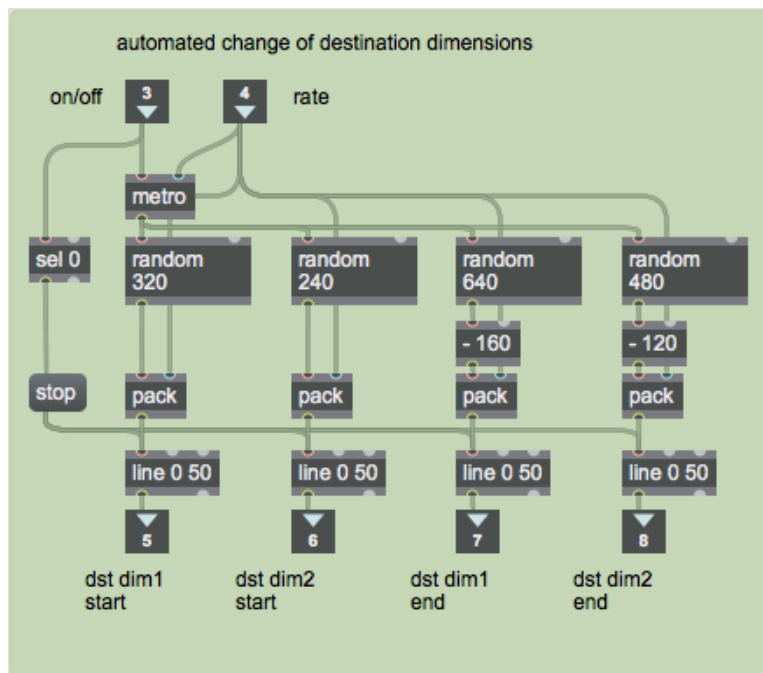 automated change of destination dimensions
on/off
3
4
rate
metro
sel 0
random
320
random
240
random
640
random
480
- 160
- 120
stop
pack
pack
pack
pack
line 0 50
line 0 50
line 0 50
line 0 50
5
6
7
8
dst dim1
start
dst dim2
start
dst dim1
end
dst dim2
end